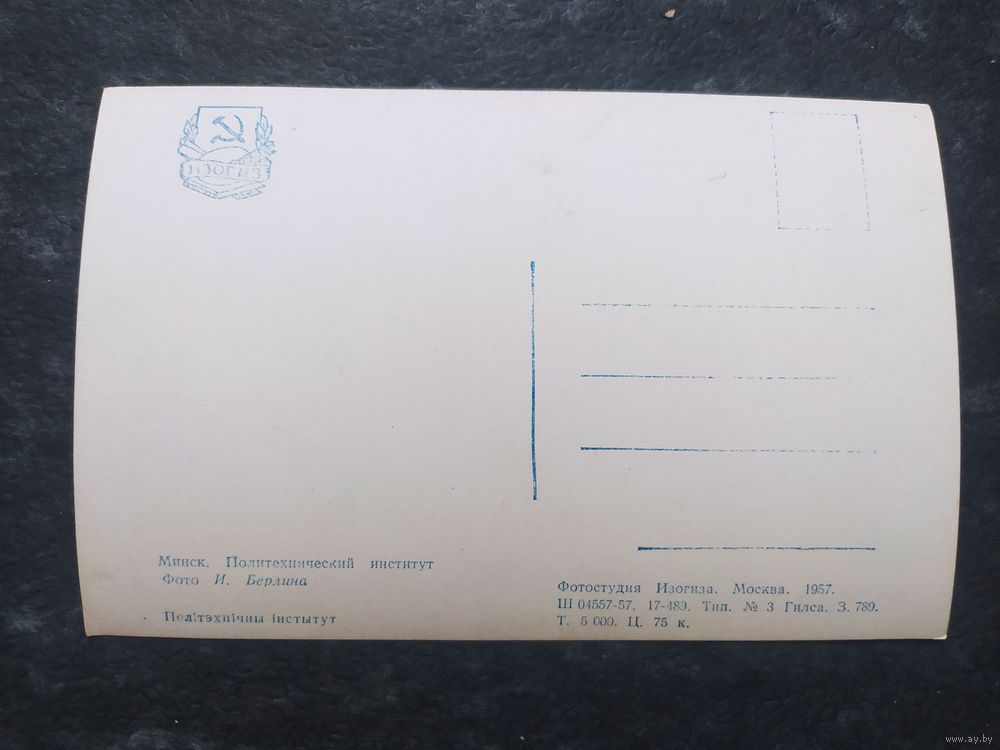 ИЗОГИЗ
Минск. Политехнический институт
Фото И. Берлина
Політэхнічны інстытут
Фотостудия Изогиза. Москва. 1957.
Ш 04557-57. 17-489. Тип. № 3 Гилса. З. 789.
Т. 5 000. Ц. 75 к.
www.ay.by